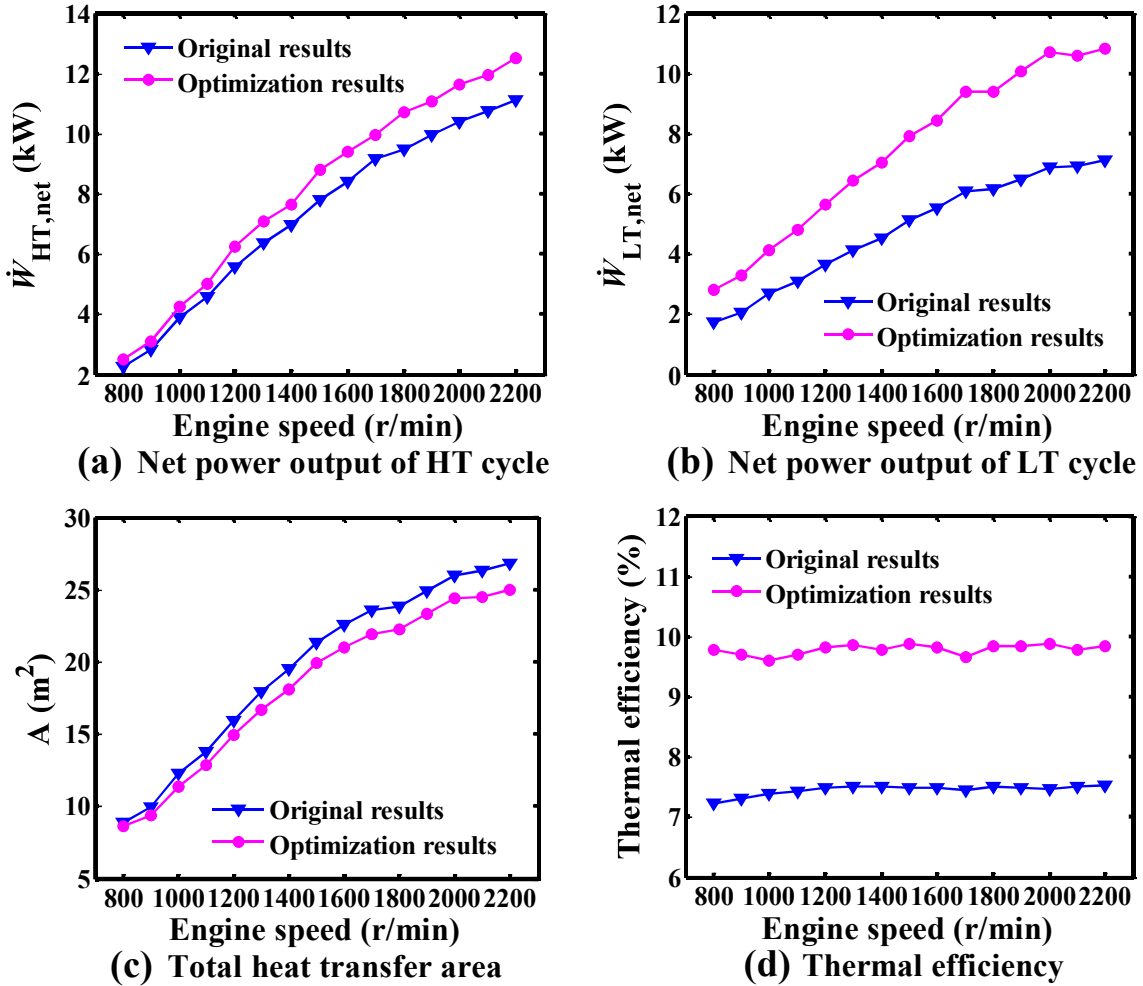 14
12
10
8
6
4
2
Ẇ_HT,net (kW)
Original results
Optimization results
800 1000 1200 1400 1600 1800 2000 2200
Engine speed (r/min)
(a) Net power output of HT cycle
12
10
8
6
4
2
0
Ẇ_LT,net (kW)
Original results
Optimization results
800 1000 1200 1400 1600 1800 2000 2200
Engine speed (r/min)
(b) Net power output of LT cycle
30
25
20
15
10
5
A (m²)
Original results
Optimization results
800 1000 1200 1400 1600 1800 2000 2200
Engine speed (r/min)
(c) Total heat transfer area
12
11
10
9
8
7
6
Thermal efficiency (%)
Original results
Optimization results
800 1000 1200 1400 1600 1800 2000 2200
Engine speed (r/min)
(d) Thermal efficiency